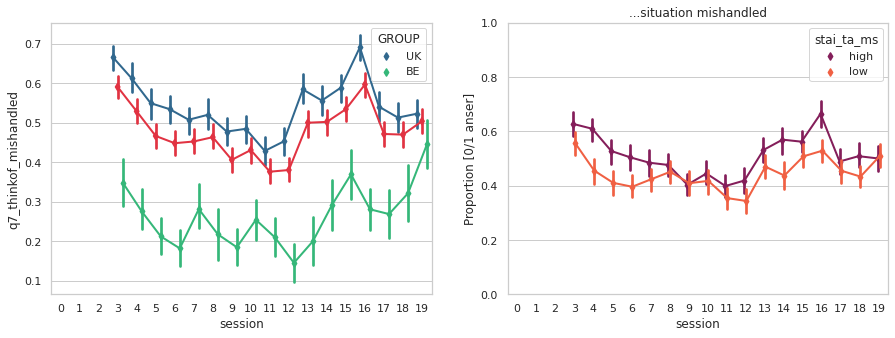 ...situation mishandled
q7_thinkof_mishandled
0.7
0.6
0.5
0.4
0.3
0.2
0.1
GROUP
UK
BE
0 1 2 3 4 5 6 7 8 9 10 11 12 13 14 15 16 17 18 19
session
Proportion [0/1 anser]
1.0
0.8
0.6
0.4
0.2
0.0
stai_ta_ms
high
low
0 1 2 3 4 5 6 7 8 9 10 11 12 13 14 15 16 17 18 19
session